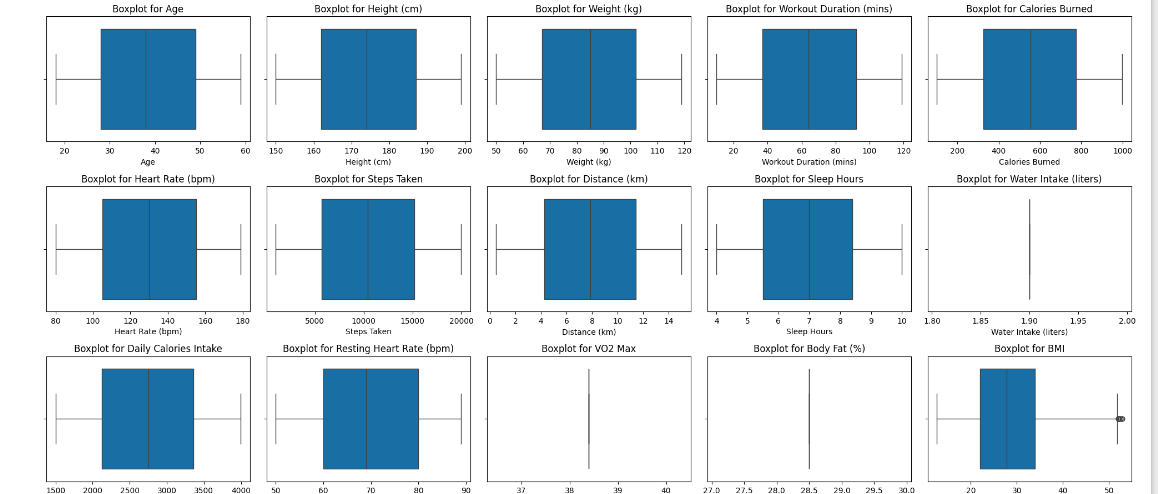 Boxplot for Age Boxplot for Height (cm) Boxplot for Weight (kg) Boxplot for Workout Duration (mins) Boxplot for Calories Burned
20 30 40 50 60 150 160 170 180 190 200 50 60 70 80 90 100 110 120 20 40 60 80 100 120 200 400 600 800 1000
Age Height (cm) Weight (kg) Workout Duration (mins) Calories Burned
Boxplot for Heart Rate (bpm) Boxplot for Steps Taken Boxplot for Distance (km) Boxplot for Sleep Hours Boxplot for Water Intake (liters)
80 100 120 140 160 180 5000 10000 15000 20000 0 2 4 6 8 10 12 14 4 5 6 7 8 9 10 1.80 1.85 1.90 1.95 2.00
Heart Rate (bpm) Steps Taken Distance (km) Sleep Hours Water Intake (liters)
Boxplot for Daily Calories Intake Boxplot for Resting Heart Rate (bpm) Boxplot for VO2 Max Boxplot for Body Fat (%) Boxplot for BMI
1500 2000 2500 3000 3500 4000 50 60 70 80 90 37 38 39 40 27.0 27.5 28.0 28.5 29.0 29.5 30.0 20 30 40 50